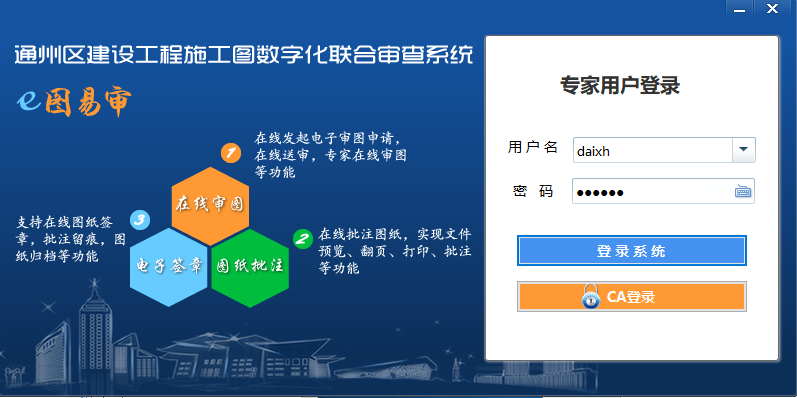 通州区建设工程施工图数字化联合审查系统
e图易审
1
在线发起电子审图申请，
在线送审，专家在线审图
等功能
在线审图
3
支持在线图纸签
章，批注留痕，图
纸归档等功能
电子签章
图纸批注
2
在线批注图纸，实现文件
预览、翻页、打印、批注
等功能
专家用户登录
用户名
daixh
密 码
●●●●●●
登录系统
CA登录